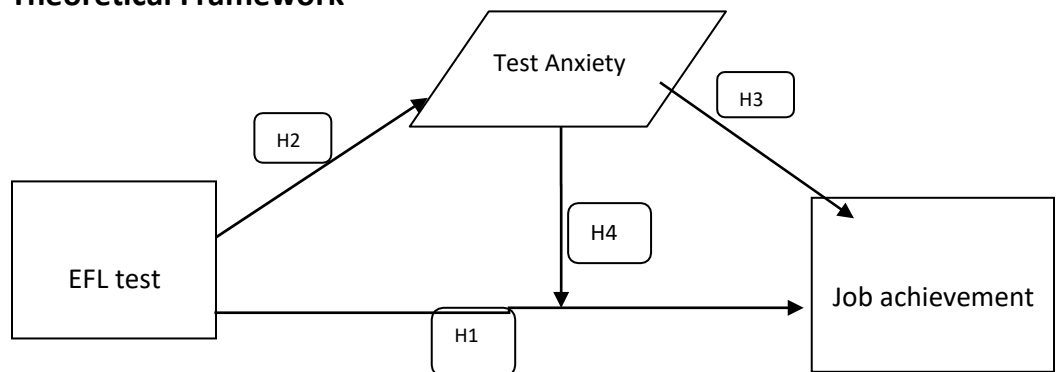 Theoretical Framework
Test Anxiety
H3
H2
H4
EFL test
Job achievement
H1